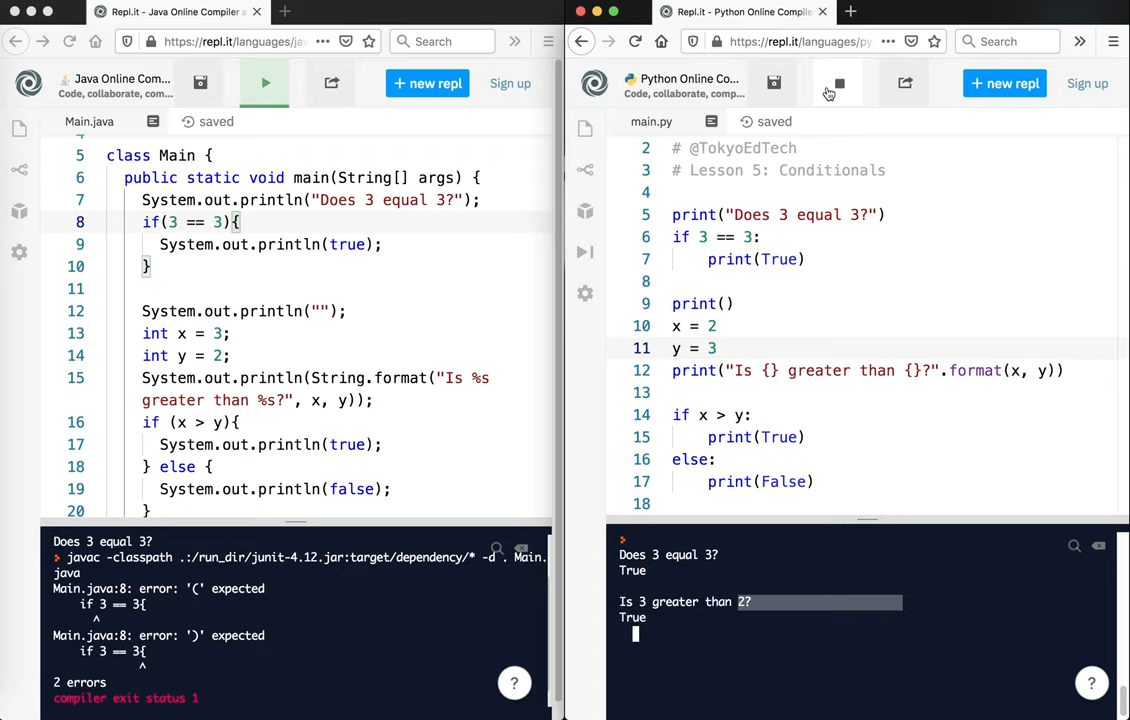 Repl.it - Java Online Compiler a
https://repl.it/languages/jav
Search
Java Online Com...
Code, collaborate, com...
+ new repl
Sign up
Main.java
saved
4
5 class Main {
6 public static void main(String[] args) {
7 System.out.println("Does 3 equal 3?");
8 if(3 == 3){
9 System.out.println(true);
10 }
11
12 System.out.println("");
13 int x = 3;
14 int y = 2;
15 System.out.println(String.format("Is %s
greater than %s?", x, y));
16 if (x > y){
17 System.out.println(true);
18 } else {
19 System.out.println(false);
20 }
Does 3 equal 3?
javac -classpath .:/run_dir/junit-4.12.jar:target/dependency/* -d . Main.
java
Main.java:8: error: '(' expected
if 3 == 3{
^
Main.java:8: error: ')' expected
if 3 == 3{
^
2 errors
compiler exit status 1
?
Repl.it - Python Online Compile
https://repl.it/languages/py
Search
Python Online Co...
Code, collaborate, comp...
+ new repl
Sign up
main.py
saved
2 # @TokyoEdTech
3 # Lesson 5: Conditionals
4
5 print("Does 3 equal 3?")
6 if 3 == 3:
7 print(True)
8
9 print()
10 x = 2
11 y = 3
12 print("Is {} greater than {}?".format(x, y))
13
14 if x > y:
15 print(True)
16 else:
17 print(False)
18
Does 3 equal 3?
True
Is 3 greater than 2?
True
?